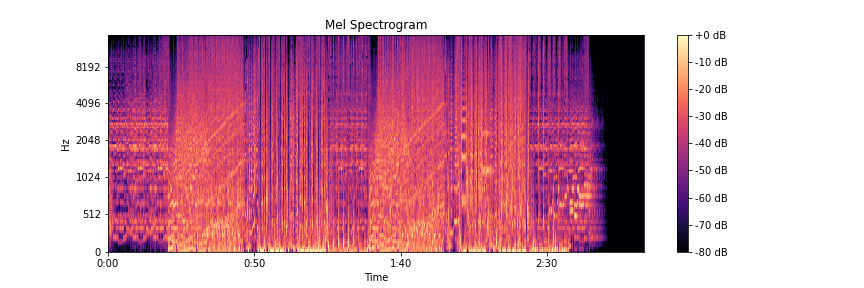 Mel Spectrogram
Hz
8192
4096
2048
1024
512
0
0:00 0:50 1:40 2:30
Time
+0 dB
-10 dB
-20 dB
-30 dB
-40 dB
-50 dB
-60 dB
-70 dB
-80 dB